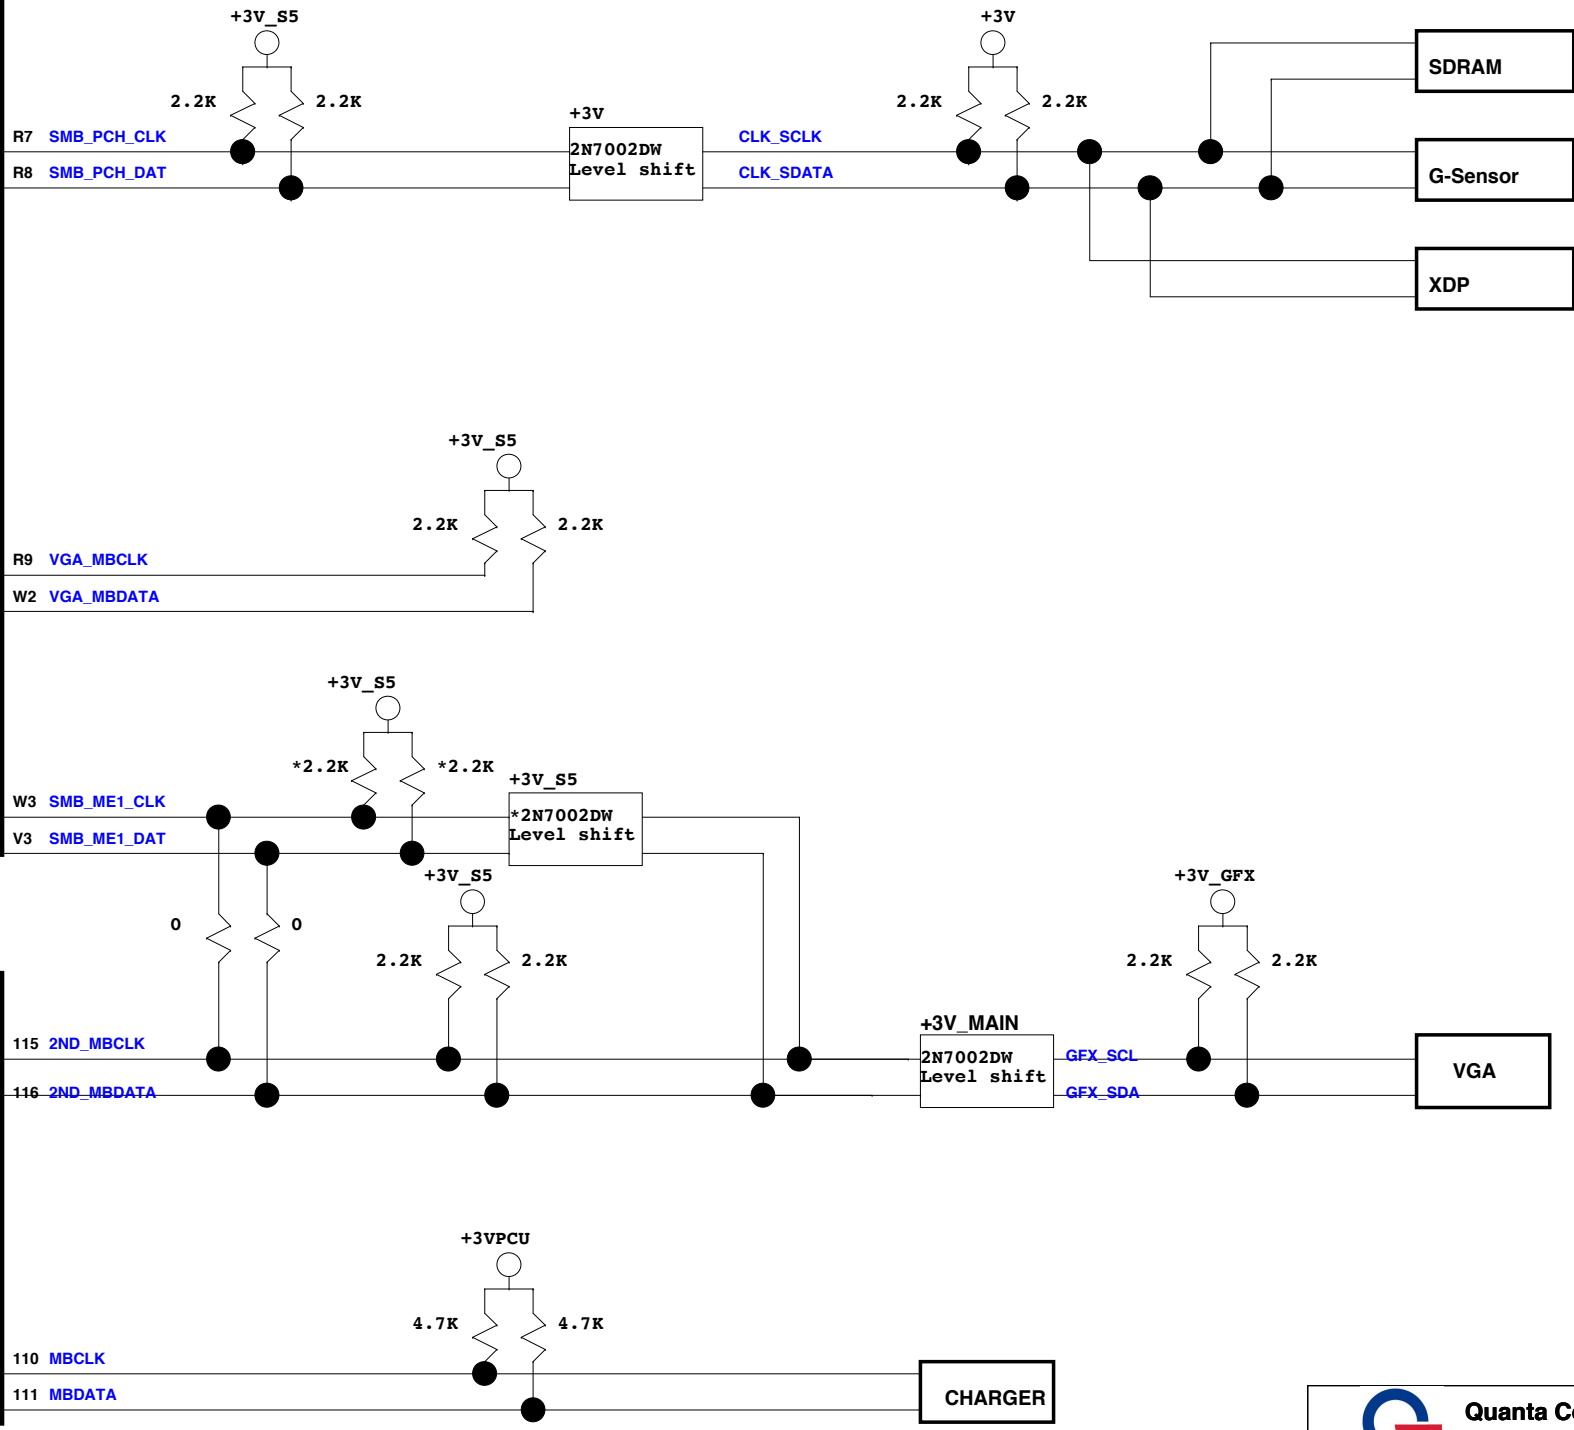 +3V_S5
+3V
2.2K 2.2K
+3V
2.2K 2.2K
SDRAM
R7 SMB_PCH_CLK
2N7002DW
Level shift
CLK_SCLK
R8 SMB_PCH_DAT
CLK_SDATA
G-Sensor
XDP
+3V_S5
2.2K 2.2K
R9 VGA_MBCLK
W2 VGA_MBDATA
+3V_S5
*2.2K *2.2K
+3V_S5
W3 SMB_ME1_CLK
*2N7002DW
Level shift
V3 SMB_ME1_DAT
+3V_S5
+3V_GFX
0 0
2.2K 2.2K
2.2K 2.2K
+3V_MAIN
115 2ND_MBCLK
2N7002DW
Level shift
GFX_SCL
VGA
116 2ND_MBDATA
GFX_SDA
+3VPCU
4.7K 4.7K
110 MBCLK
111 MBDATA
CHARGER
Quanta